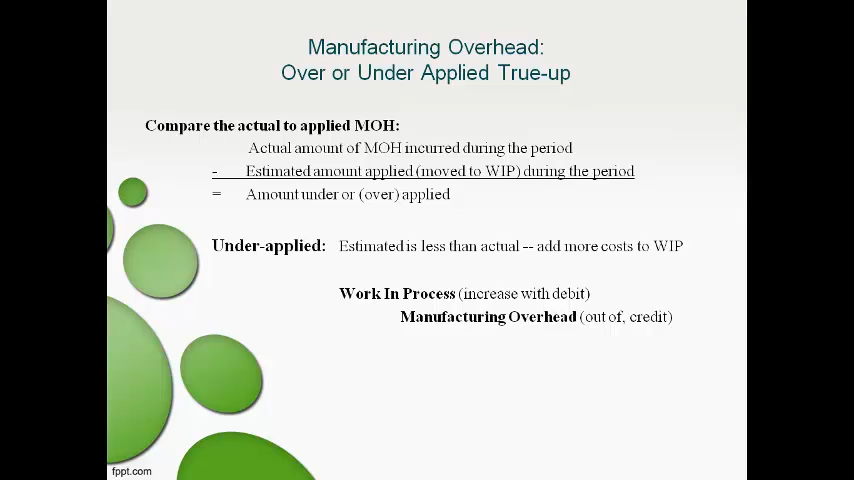 Manufacturing Overhead:
Over or Under Applied True-up
Compare the actual to applied MOH:
Actual amount of MOH incurred during the period
- Estimated amount applied (moved to WIP) during the period
= Amount under or (over) applied
Under-applied: Estimated is less than actual -- add more costs to WIP
Work In Process (increase with debit)
Manufacturing Overhead (out of, credit)
fppt.com